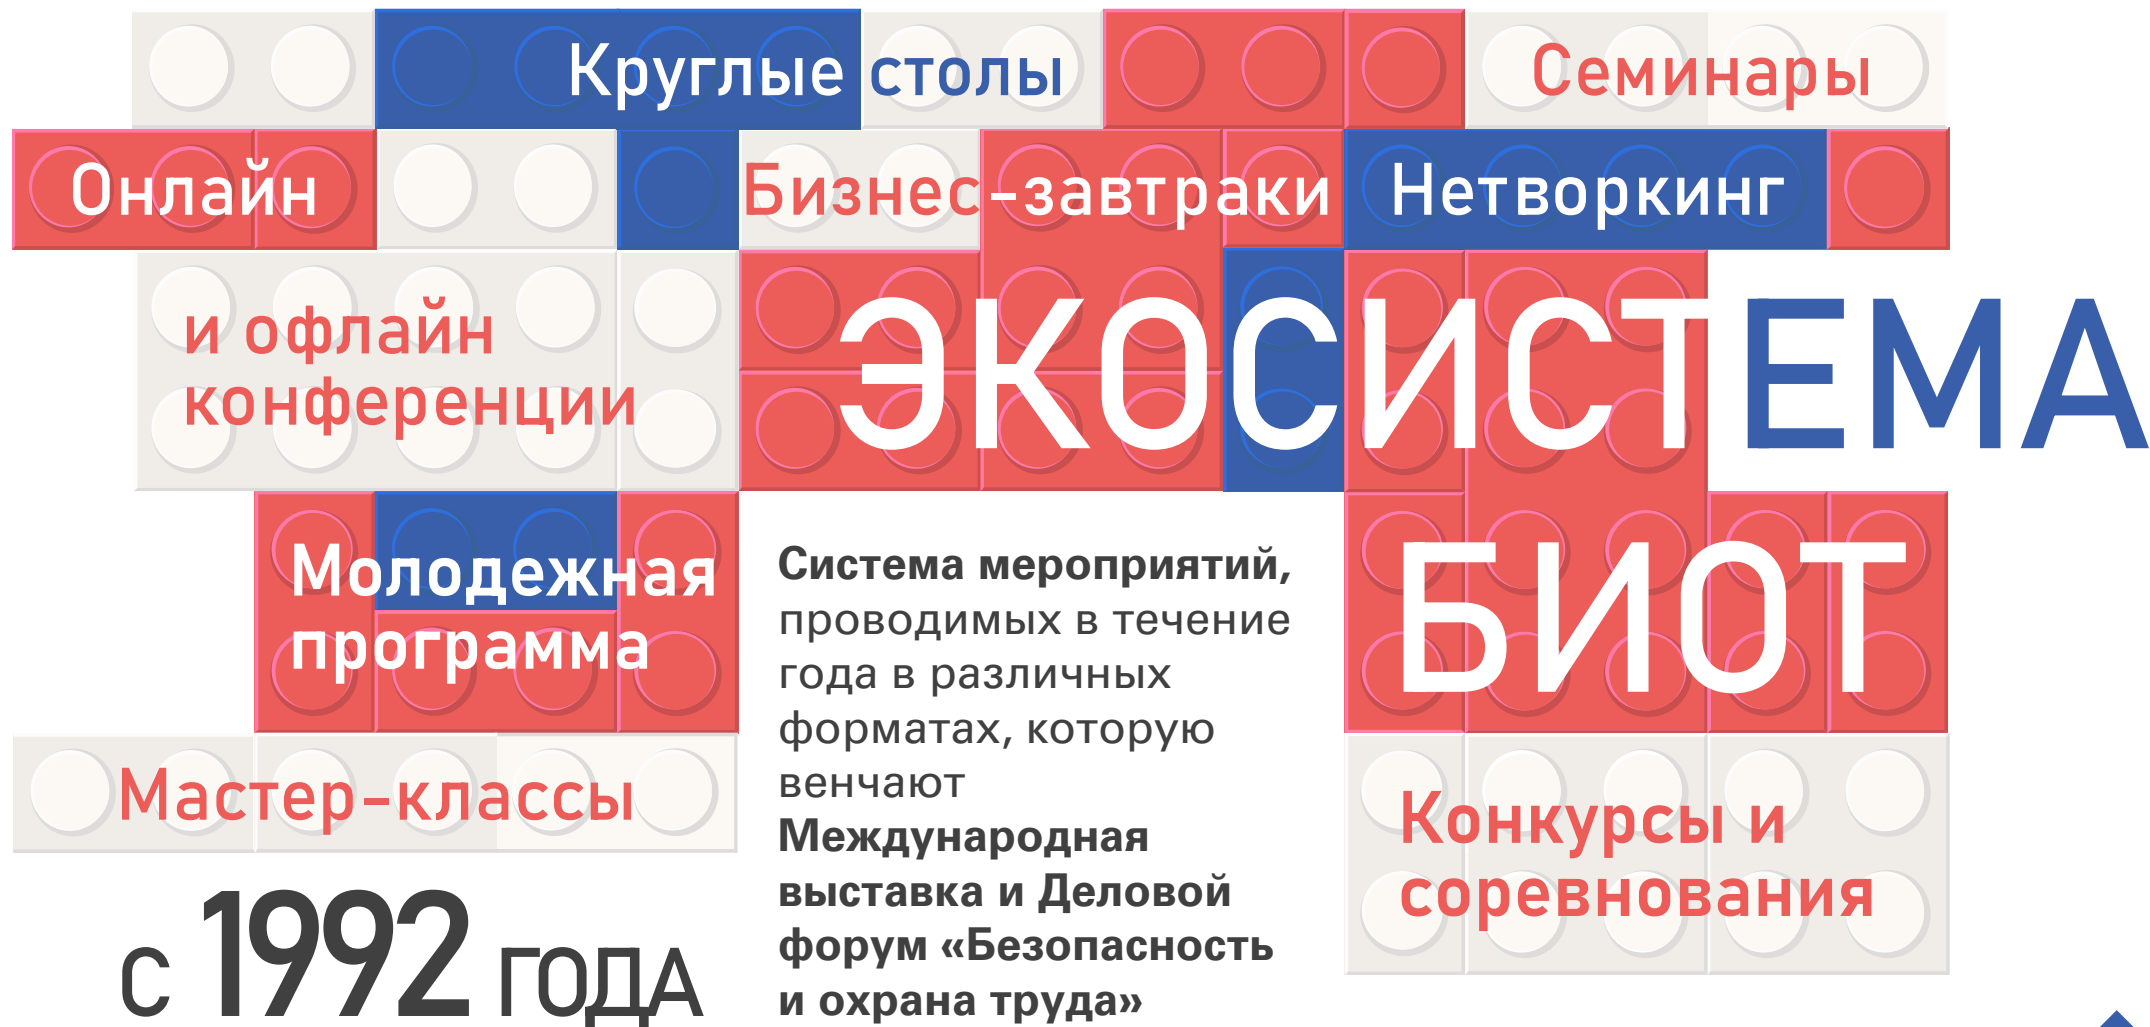 Круглые столы
Семинары
Онлайн
Бизнес-завтраки
Нетворкинг
и офлайн
конференции
ЭКОСИСТЕМА
БИОТ
Молодежная
программа
Мастер-классы
с 1992 года
Система мероприятий,
проводимых в течение
года в различных
форматах, которую
венчают
Международная
выставка и Деловой
форум «Безопасность
и охрана труда»
Конкурсы и
соревнования